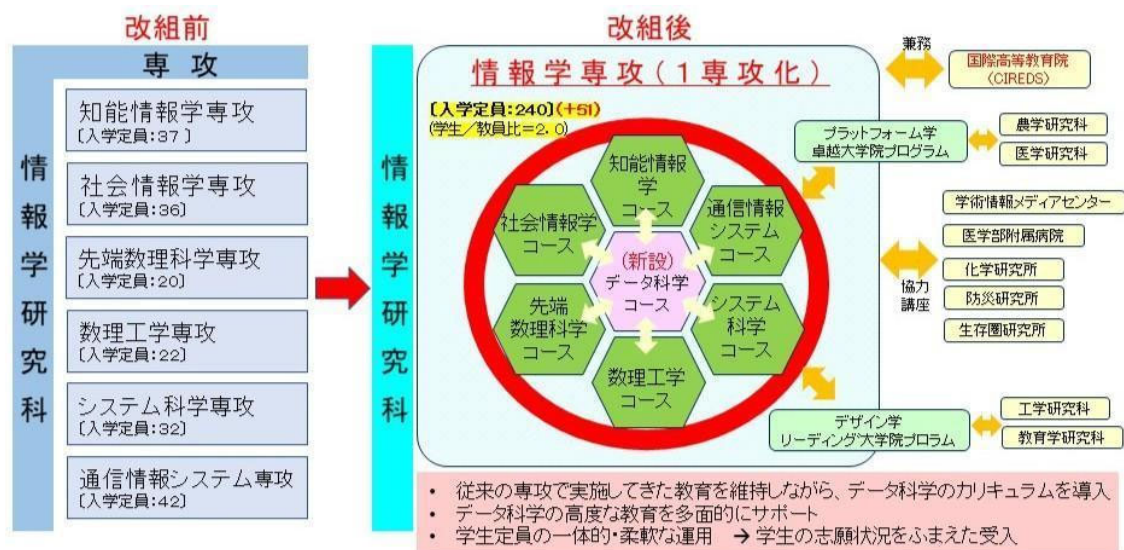 改組前
専攻
情報学研究科
知能情報学専攻
〔入学定員:37 〕
社会情報学専攻
〔入学定員:36〕
先端数理科学専攻
〔入学定員:20〕
数理工学専攻
〔入学定員:22〕
システム科学専攻
〔入学定員:32〕
通信情報システム専攻
〔入学定員:42〕
改組後
情報学研究科
情報学専攻(1専攻化)
〔入学定員:240〕(+51)
(学生/教員比=2.0)
知能情報
学
コース
社会情報学
コース
通信情報
システム
コース
(新設)
データ科学
コース
先端
数理科学
コース
システム
科学
コース
数理工学
コース
兼務
国際高等教育院
(CIREDS)
プラットフォーム学
卓越大学院プログラム
農学研究科
医学研究科
協力
講座
学術情報メディアセンター
医学部附属病院
化学研究所
防災研究所
生存圏研究所
デザイン学
リーディング大学院プロラム
工学研究科
教育学研究科
• 従来の専攻で実施してきた教育を維持しながら、データ科学のカリキュラムを導入
• データ科学の高度な教育を多面的にサポート
• 学生定員の一体的・柔軟な運用 → 学生の志願状況をふまえた受入